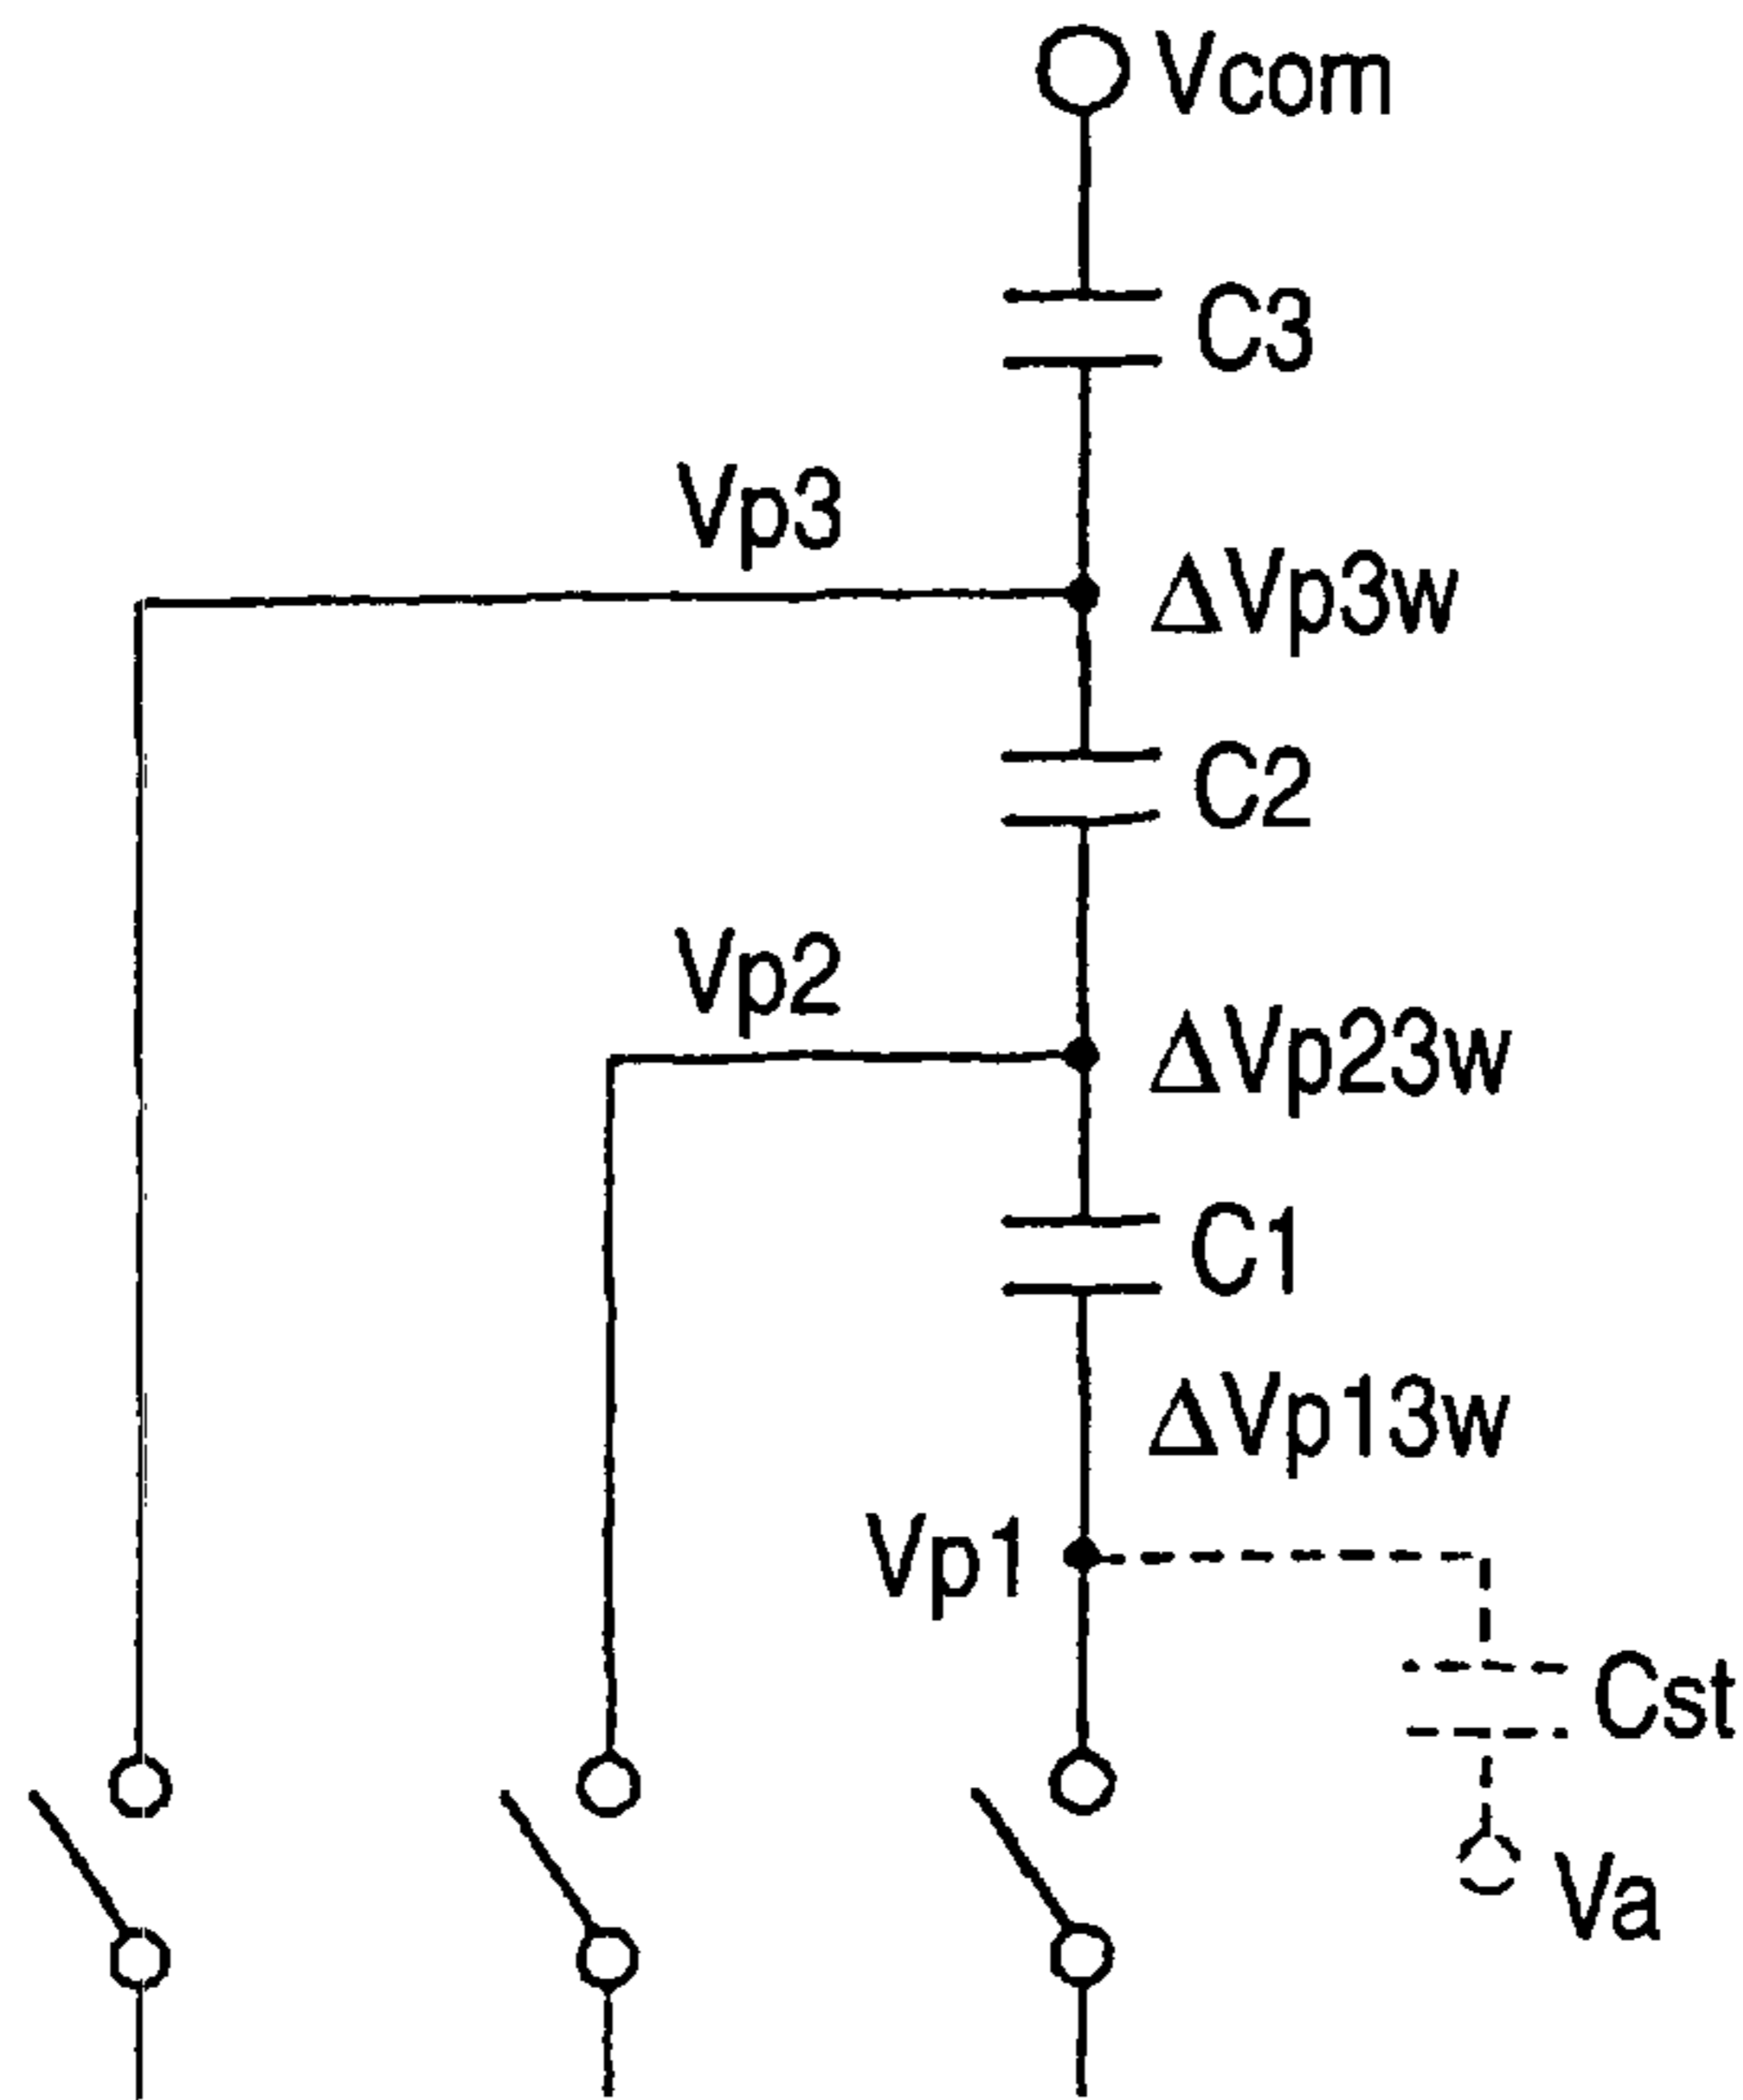 Vcom
C3
Vp3
ΔVp3w
C2
Vp2
ΔVp23w
C1
ΔVp13w
Vp1
Cst
Va